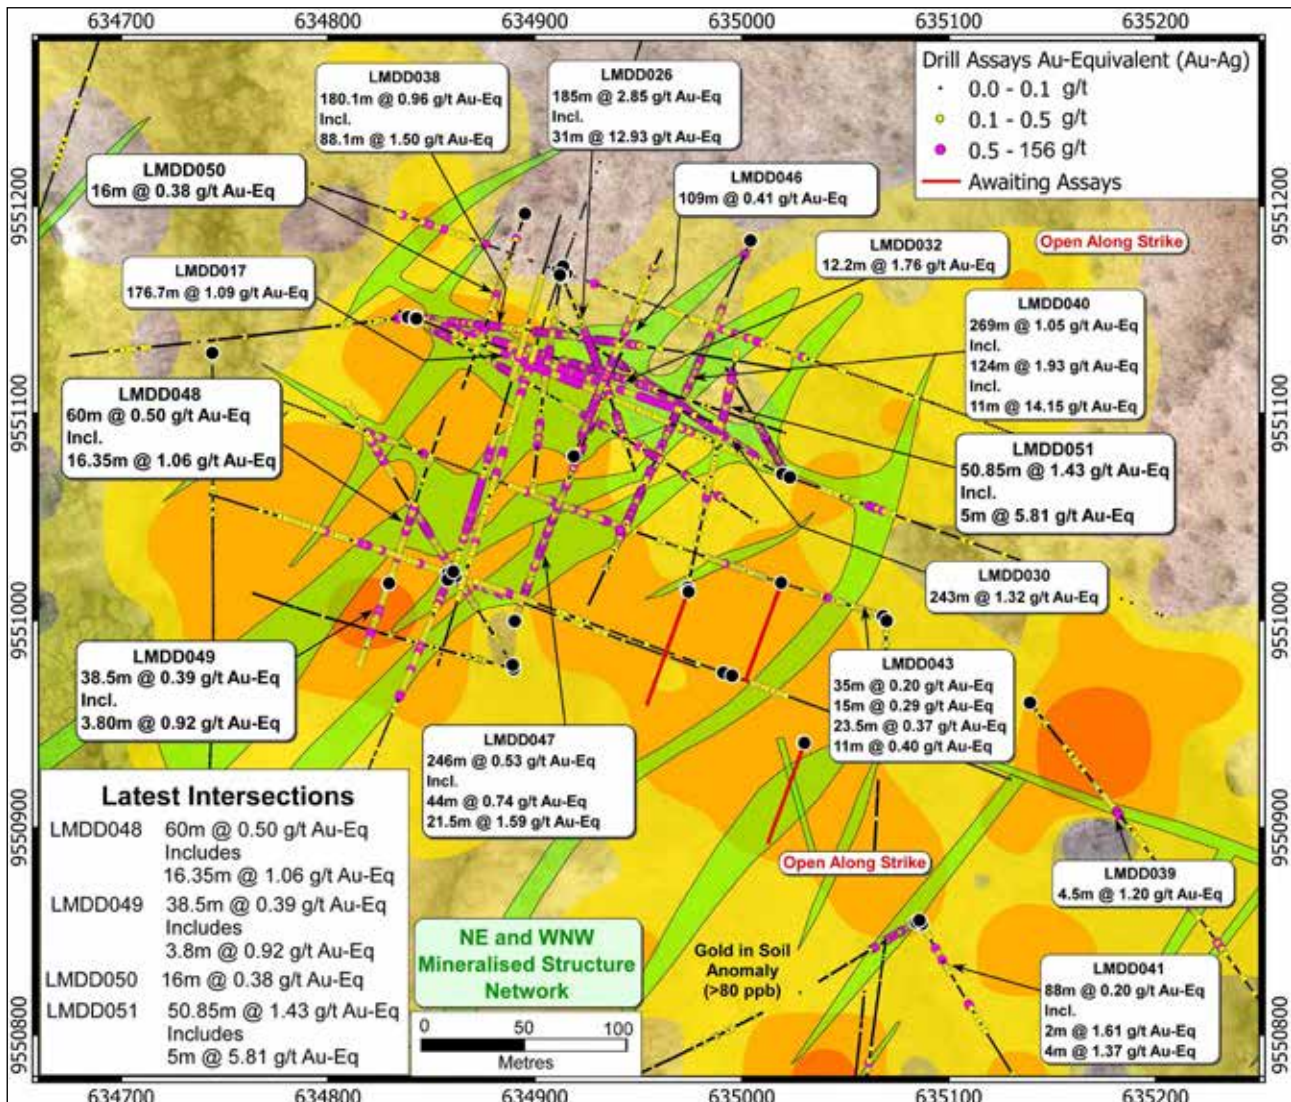 634700 634800 634900 635000 635100 635200
Drill Assays Au-Equivalent (Au-Ag)
0.0 - 0.1 g/t
0.1 - 0.5 g/t
0.5 - 156 g/t
Awaiting Assays
LMDD038
180.1m @ 0.96 g/t Au-Eq
Incl.
88.1m @ 1.50 g/t Au-Eq
LMDD026
185m @ 2.85 g/t Au-Eq
Incl.
31m @ 12.93 g/t Au-Eq
LMDD050
16m @ 0.38 g/t Au-Eq
LMDD046
109m @ 0.41 g/t Au-Eq
9551200
9551200
Open Along Strike
LMDD032
12.2m @ 1.76 g/t Au-Eq
LMDD017
176.7m @ 1.09 g/t Au-Eq
LMDD040
269m @ 1.05 g/t Au-Eq
Incl.
124m @ 1.93 g/t Au-Eq
Incl.
11m @ 14.15 g/t Au-Eq
LMDD048
60m @ 0.50 g/t Au-Eq
Incl.
16.35m @ 1.06 g/t Au-Eq
9551100
9551100
LMDD051
50.85m @ 1.43 g/t Au-Eq
Incl.
5m @ 5.81 g/t Au-Eq
LMDD030
243m @ 1.32 g/t Au-Eq
9551000
9551000
LMDD049
38.5m @ 0.39 g/t Au-Eq
Incl.
3.80m @ 0.92 g/t Au-Eq
LMDD043
35m @ 0.20 g/t Au-Eq
15m @ 0.29 g/t Au-Eq
23.5m @ 0.37 g/t Au-Eq
11m @ 0.40 g/t Au-Eq
LMDD047
246m @ 0.53 g/t Au-Eq
Incl.
44m @ 0.74 g/t Au-Eq
21.5m @ 1.59 g/t Au-Eq
9550900
9550900
Open Along Strike
LMDD039
4.5m @ 1.20 g/t Au-Eq
Latest Intersections
LMDD048 60m @ 0.50 g/t Au-Eq
Includes
16.35m @ 1.06 g/t Au-Eq
LMDD049 38.5m @ 0.39 g/t Au-Eq
Includes
3.8m @ 0.92 g/t Au-Eq
LMDD050 16m @ 0.38 g/t Au-Eq
LMDD051 50.85m @ 1.43 g/t Au-Eq
Includes
5m @ 5.81 g/t Au-Eq
NE and WNW
Mineralised Structure
Network
0 50 100
Metres
Gold in Soil
Anomaly
(>80 ppb)
LMDD041
88m @ 0.20 g/t Au-Eq
Incl.
2m @ 1.61 g/t Au-Eq
4m @ 1.37 g/t Au-Eq
9550800
9550800
634700 634800 634900 635000 635100 635200